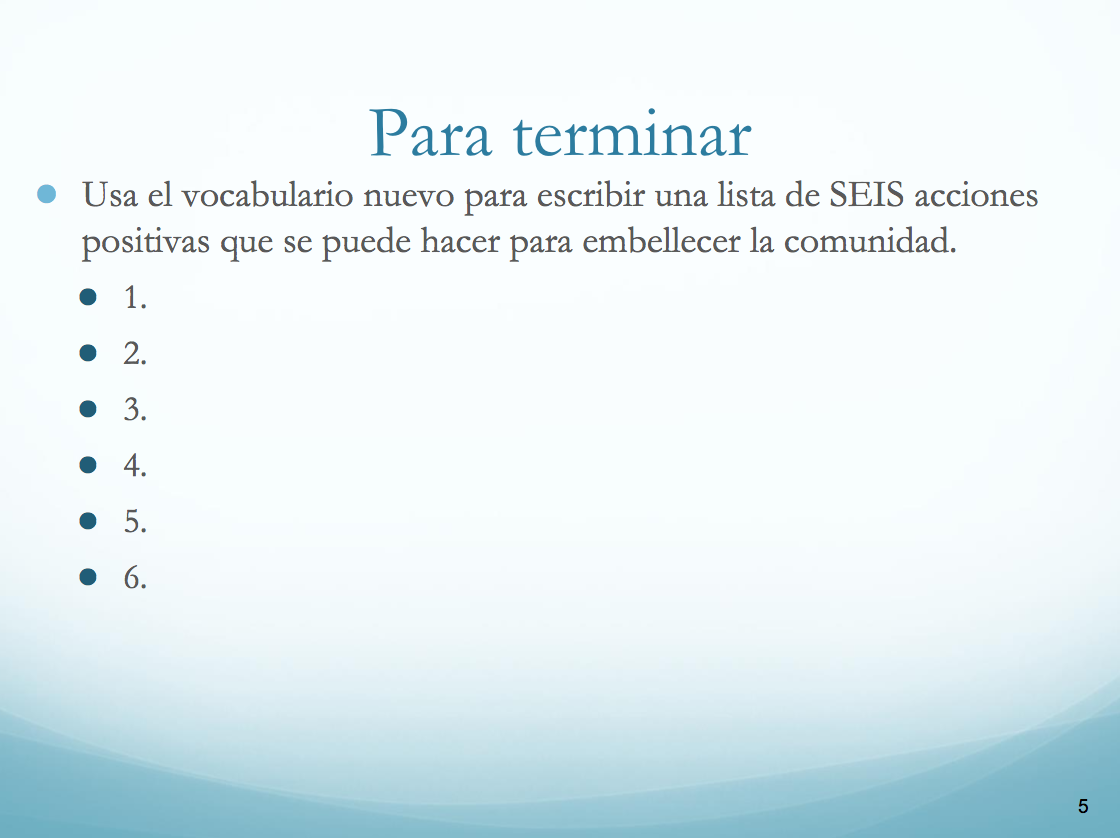 Para terminar
Usa el vocabulario nuevo para escribir una lista de SEIS acciones
positivas que se puede hacer para embellecer la comunidad.
1.
2.
3.
4.
5.
6.
5